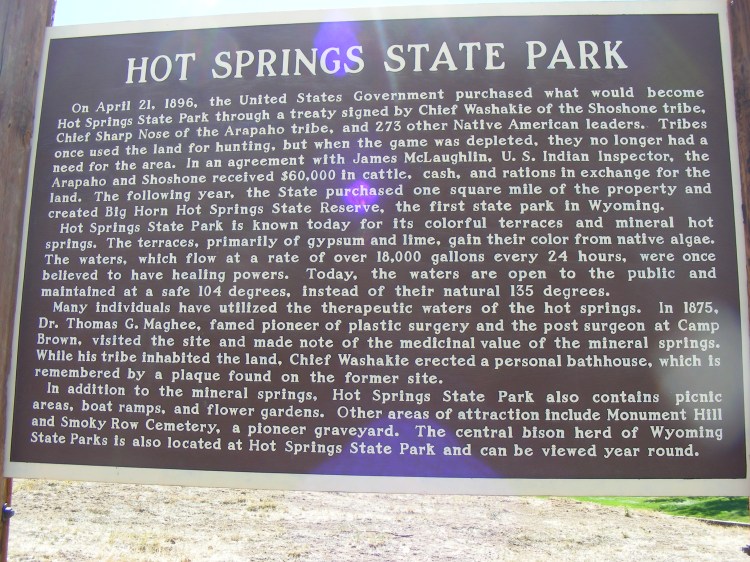 HOT SPRINGS STATE PARK
On April 21, 1896, the United States Government purchased what would become
Hot Springs State Park through a treaty signed by Chief Washakie of the Shoshone tribe,
Chief Sharp Nose of the Arapaho tribe, and 273 other Native American leaders. Tribes
once used the land for hunting, but when the game was depleted, they no longer had a
need for the area. In an agreement with James McLaughlin, U. S. Indian Inspector, the
Arapaho and Shoshone received $60,000 in cattle, cash, and rations in exchange for the
land. The following year, the State purchased one square mile of the property and
created Big Horn Hot Springs State Reserve, the first state park in Wyoming.
Hot Springs State Park is known today for its colorful terraces and mineral hot
springs. The terraces, primarily of gypsum and lime, gain their color from native algae.
The waters, which flow at a rate of over 18,000 gallons every 24 hours, were once
believed to have healing powers. Today, the waters are open to the public and
maintained at a safe 104 degrees, instead of their natural 135 degrees.
Many individuals have utilized the therapeutic waters of the hot springs. In 1875,
Dr. Thomas G. Maghee, famed pioneer of plastic surgery and the post surgeon at Camp
Brown, visited the site and made note of the medicinal value of the mineral springs.
While his tribe inhabited the land, Chief Washakie erected a personal bathhouse, which is
remembered by a plaque found on the former site.
In addition to the mineral springs, Hot Springs State Park also contains picnic
areas, boat ramps, and flower gardens. Other areas of attraction include Monument Hill
and Smoky Row Cemetery, a pioneer graveyard. The central bison herd of Wyoming
State Parks is also located at Hot Springs State Park and can be viewed year round.